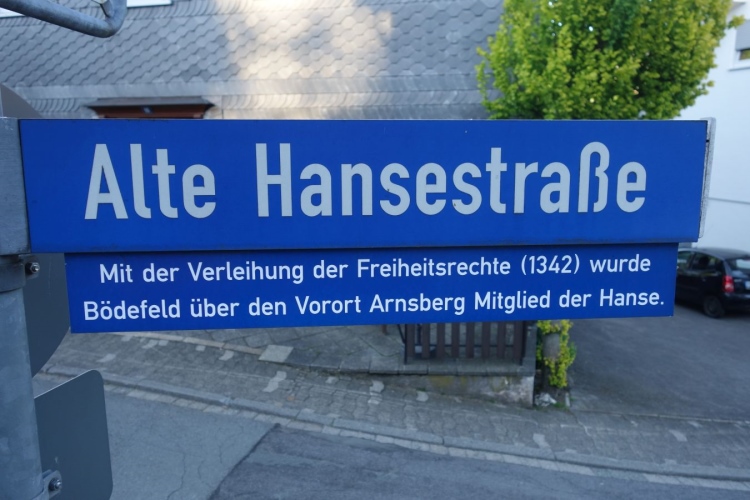 Alte Hansestraße
Mit der Verleihung der Freiheitsrechte (1342) wurde
Bödefeld über den Vorort Arnsberg Mitglied der Hanse.